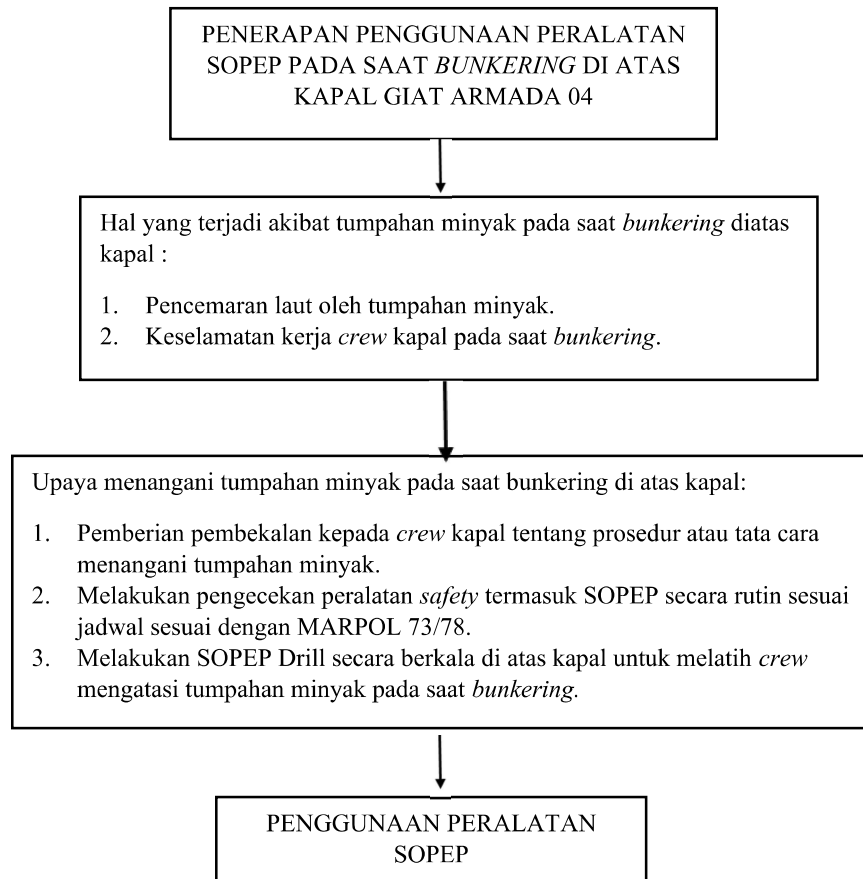 PENERAPAN PENGGUNAAN PERALATAN
SOPEP PADA SAAT BUNKERING DI ATAS
KAPAL GIAT ARMADA 04
Hal yang terjadi akibat tumpahan minyak pada saat bunkering diatas
kapal :
1. Pencemaran laut oleh tumpahan minyak.
2. Keselamatan kerja crew kapal pada saat bunkering.
Upaya menangani tumpahan minyak pada saat bunkering di atas kapal:
1. Pemberian pembekalan kepada crew kapal tentang prosedur atau tata cara
menangani tumpahan minyak.
2. Melakukan pengecekan peralatan safety termasuk SOPEP secara rutin sesuai
jadwal sesuai dengan MARPOL 73/78.
3. Melakukan SOPEP Drill secara berkala di atas kapal untuk melatih crew
mengatasi tumpahan minyak pada saat bunkering.
PENGGUNAAN PERALATAN
SOPEP